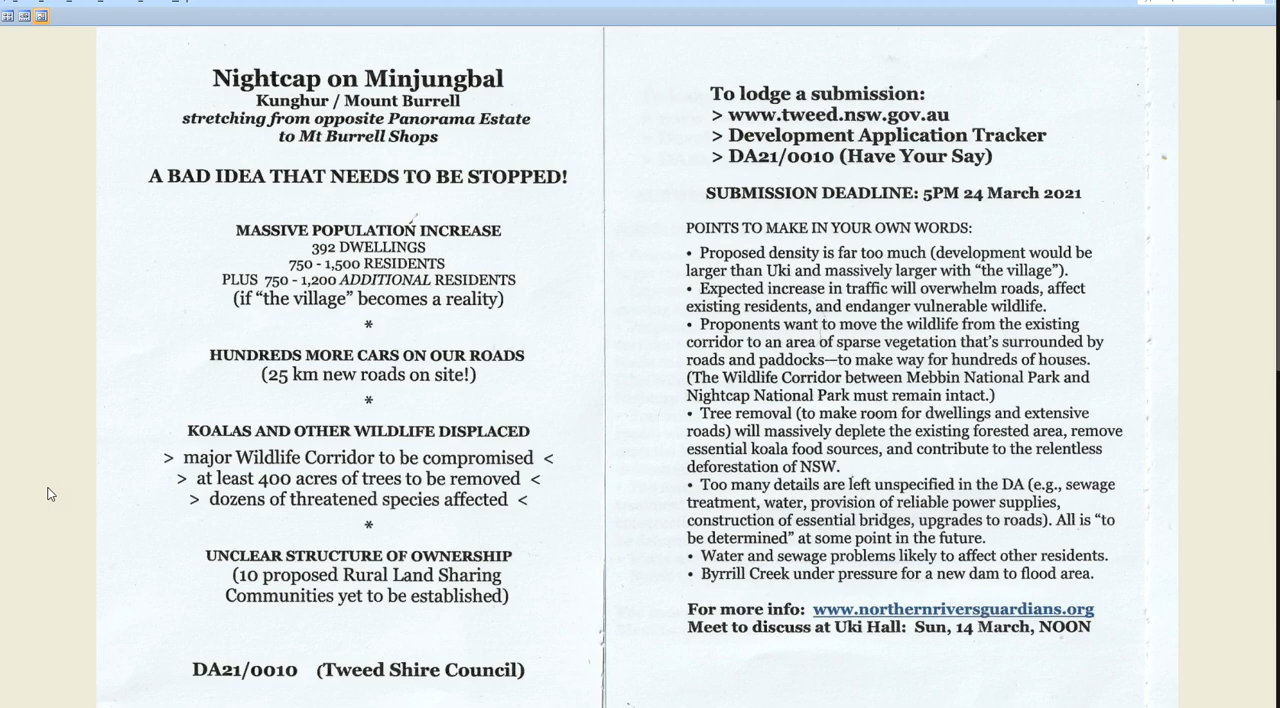 Nightcap on Minjungbal
Kunghur / Mount Burrell
stretching from opposite Panorama Estate
to Mt Burrell Shops
A BAD IDEA THAT NEEDS TO BE STOPPED!
MASSIVE POPULATION INCREASE
392 DWELLINGS
750 - 1,500 RESIDENTS
PLUS 750 - 1,200 ADDITIONAL RESIDENTS
(if “the village” becomes a reality)
*
HUNDREDS MORE CARS ON OUR ROADS
(25 km new roads on site!)
*
KOALAS AND OTHER WILDLIFE DISPLACED
> major Wildlife Corridor to be compromised <
> at least 400 acres of trees to be removed <
> dozens of threatened species affected <
*
UNCLEAR STRUCTURE OF OWNERSHIP
(10 proposed Rural Land Sharing
Communities yet to be established)
DA21/0010 (Tweed Shire Council)
To lodge a submission:
> www.tweed.nsw.gov.au
> Development Application Tracker
> DA21/0010 (Have Your Say)
SUBMISSION DEADLINE: 5PM 24 March 2021
POINTS TO MAKE IN YOUR OWN WORDS:
• Proposed density is far too much (development would be
larger than Uki and massively larger with “the village”).
• Expected increase in traffic will overwhelm roads, affect
existing residents, and endanger vulnerable wildlife.
• Proponents want to move the wildlife from the existing
corridor to an area of sparse vegetation that’s surrounded by
roads and paddocks—to make way for hundreds of houses.
(The Wildlife Corridor between Mebbin National Park and
Nightcap National Park must remain intact.)
• Tree removal (to make room for dwellings and extensive
roads) will massively deplete the existing forested area, remove
essential koala food sources, and contribute to the relentless
deforestation of NSW.
• Too many details are left unspecified in the DA (e.g., sewage
treatment, water, provision of reliable power supplies,
construction of essential bridges, upgrades to roads). All is “to
be determined” at some point in the future.
• Water and sewage problems likely to affect other residents.
• Byrrill Creek under pressure for a new dam to flood area.
For more info: www.northernriversguardians.org
Meet to discuss at Uki Hall: Sun, 14 March, NOON